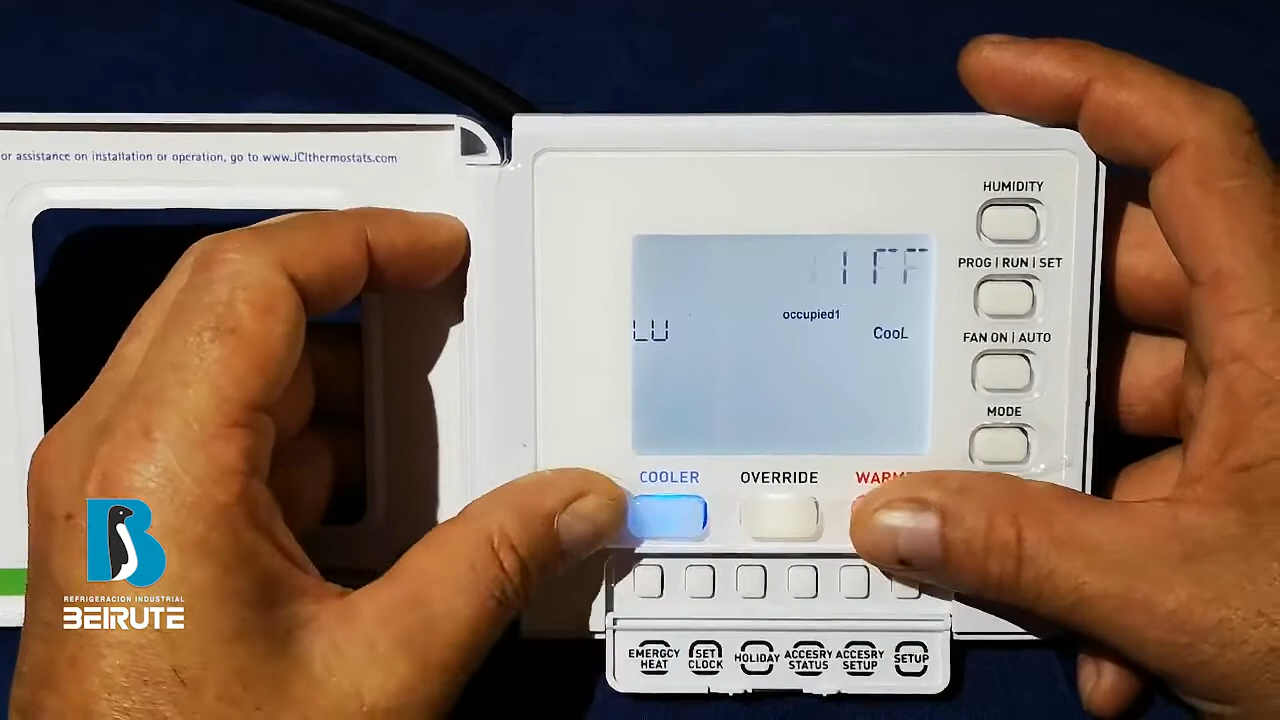 or assistance on installation or operation, go to www.JCIthermostats.com
HUMIDITY
PROG | RUN | SET
occupied1
LU
CooL
FAN ON | AUTO
MODE
COOLER
OVERRIDE
EMERGCY HEAT
SET CLOCK
HOLIDAY
ACCESRY STATUS
ACCESRY SETUP
SETUP
B
REFRIGERACION INDUSTRIAL
BEIRUTE